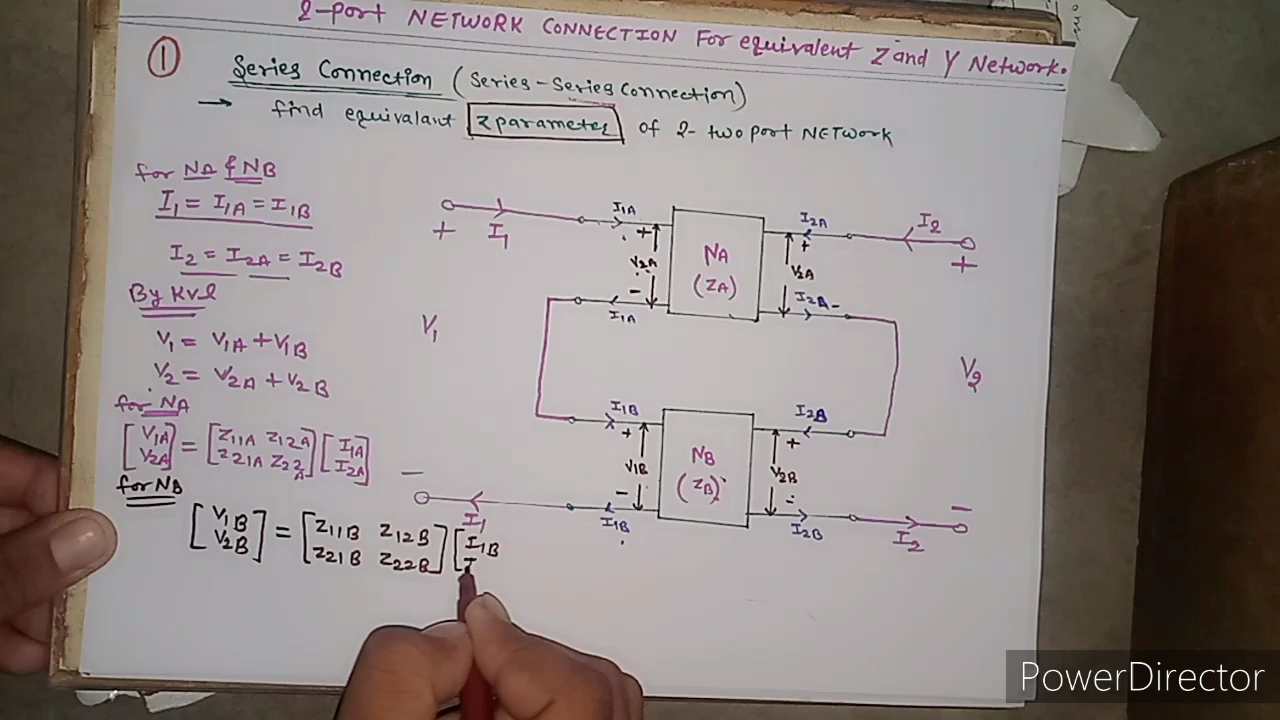 2-port NETWORK CONNECTION For equivalent Z and Y Network.
1
Series Connection (Series-Series Connection)
→ find equivalant z parameter of 2- two port NETWORK
for NA & NB
I1 = I1A = I1B
I2 = I2A = I2B
By Kvl
V1 = V1A + V1B
V2 = V2A + V2B
for NA
[V1A V2A] = [Z11A Z12A
Z21A Z22A] [I1A I2A]
for NB
[V1B V2B] = [Z11B Z12B
Z21B Z22B] [I1B
I
+ I1 I1A
+ V2A -
I1A
NA
(ZA)
I2A I2 +
+ V2A
I2A -
V1
V2
I1B
+ V1B -
I1B
NB
(ZB)
I2B
+ V2B -
I2B
- I1
I2 -
PowerDirector